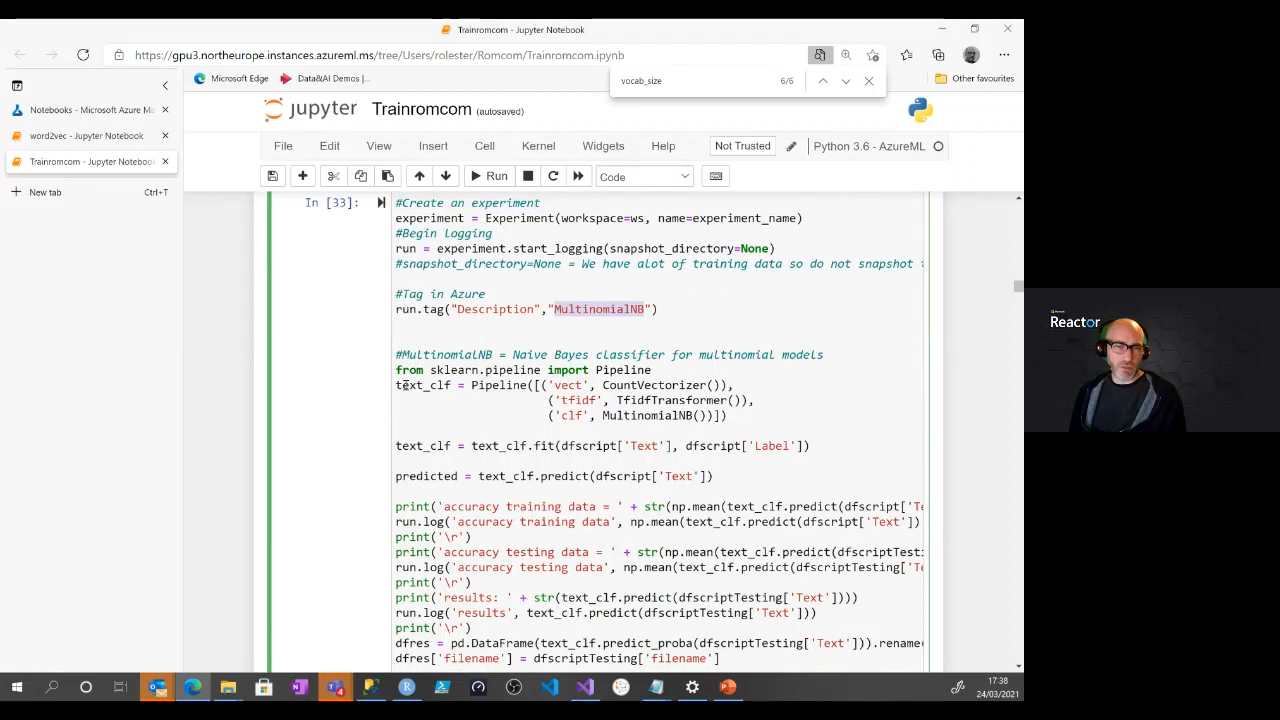 Trainromcom - Jupyter Notebook
https://gpu3.northeurope.instances.azureml.ms/tree/Users/rolester/Romcom/Trainromcom.ipynb
Microsoft Edge
Data&AI Demos |...
vocab_size
6/6
Other favourites
Notebooks - Microsoft Azure Ma
word2vec - Jupyter Notebook
Trainromcom - Jupyter Noteboo
New tab
Ctrl+T
jupyter
Trainromcom (autosaved)
File
Edit
View
Insert
Cell
Kernel
Widgets
Help
Not Trusted
Python 3.6 - AzureML
Run
Code
In [33]:
#Create an experiment
experiment = Experiment(workspace=ws, name=experiment_name)
#Begin Logging
run = experiment.start_logging(snapshot_directory=None)
#snapshot_directory=None = We have alot of training data so do not snapshot
#Tag in Azure
run.tag("Description","MultinomialNB")
#MultinomialNB = Naive Bayes classifier for multinomial models
from sklearn.pipeline import Pipeline
text_clf = Pipeline([('vect', CountVectorizer()),
('tfidf', TfidfTransformer()),
('clf', MultinomialNB())])
text_clf = text_clf.fit(dfscript['Text'], dfscript['Label'])
predicted = text_clf.predict(dfscript['Text'])
print('accuracy training data = ' + str(np.mean(text_clf.predict(dfscript['Te
run.log('accuracy training data', np.mean(text_clf.predict(dfscript['Text'])
print('\r')
print('accuracy testing data = ' + str(np.mean(text_clf.predict(dfscriptTesti
run.log('accuracy testing data', np.mean(text_clf.predict(dfscriptTesting['Te
print('\r')
print('results: ' + str(text_clf.predict(dfscriptTesting['Text'])))
run.log('results', text_clf.predict(dfscriptTesting['Text']))
print('\r')
dfres = pd.DataFrame(text_clf.predict_proba(dfscriptTesting['Text'])).rename(
dfres['filename'] = dfscriptTesting['filename']
Reactor
17:38
24/03/2021